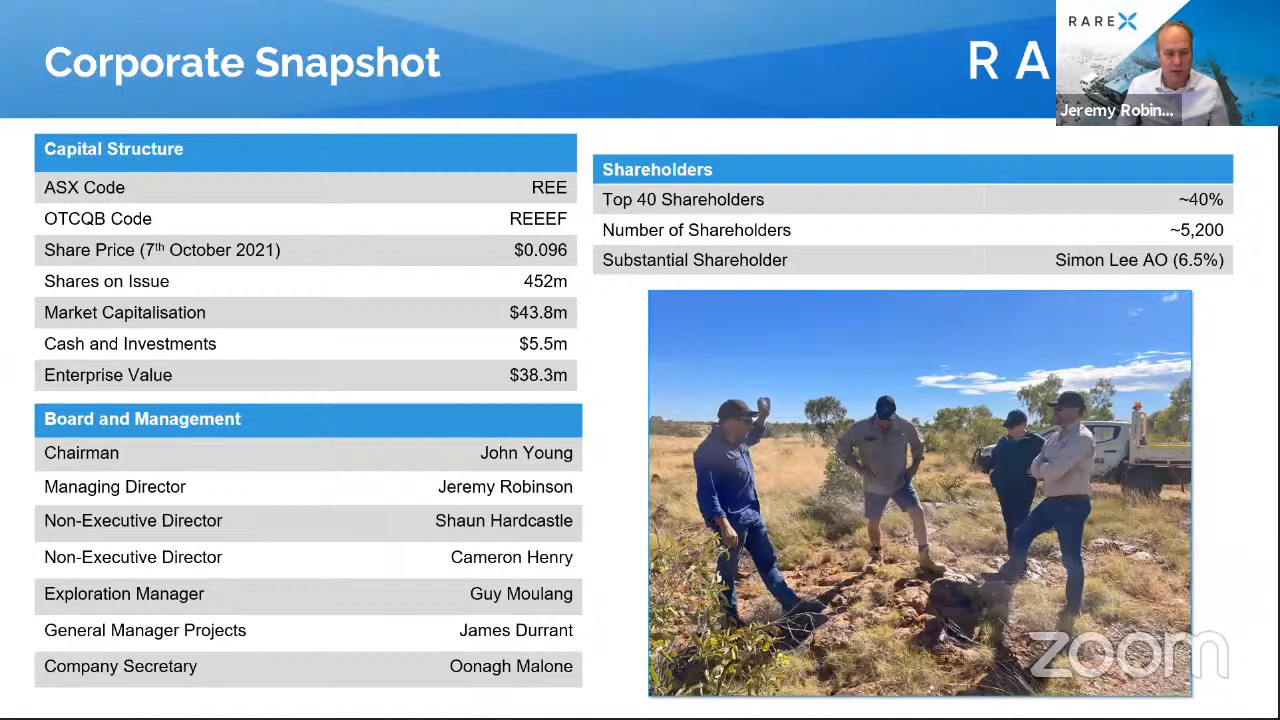 Corporate Snapshot
R A
RAREX
Jeremy Robin...
Capital Structure
ASX Code REE
OTCQB Code REEEF
Share Price (7th October 2021) $0.096
Shares on Issue 452m
Market Capitalisation $43.8m
Cash and Investments $5.5m
Enterprise Value $38.3m
Board and Management
Chairman John Young
Managing Director Jeremy Robinson
Non-Executive Director Shaun Hardcastle
Non-Executive Director Cameron Henry
Exploration Manager Guy Moulang
General Manager Projects James Durrant
Company Secretary Oonagh Malone
Shareholders
Top 40 Shareholders ~40%
Number of Shareholders ~5,200
Substantial Shareholder Simon Lee AO (6.5%)
zoom